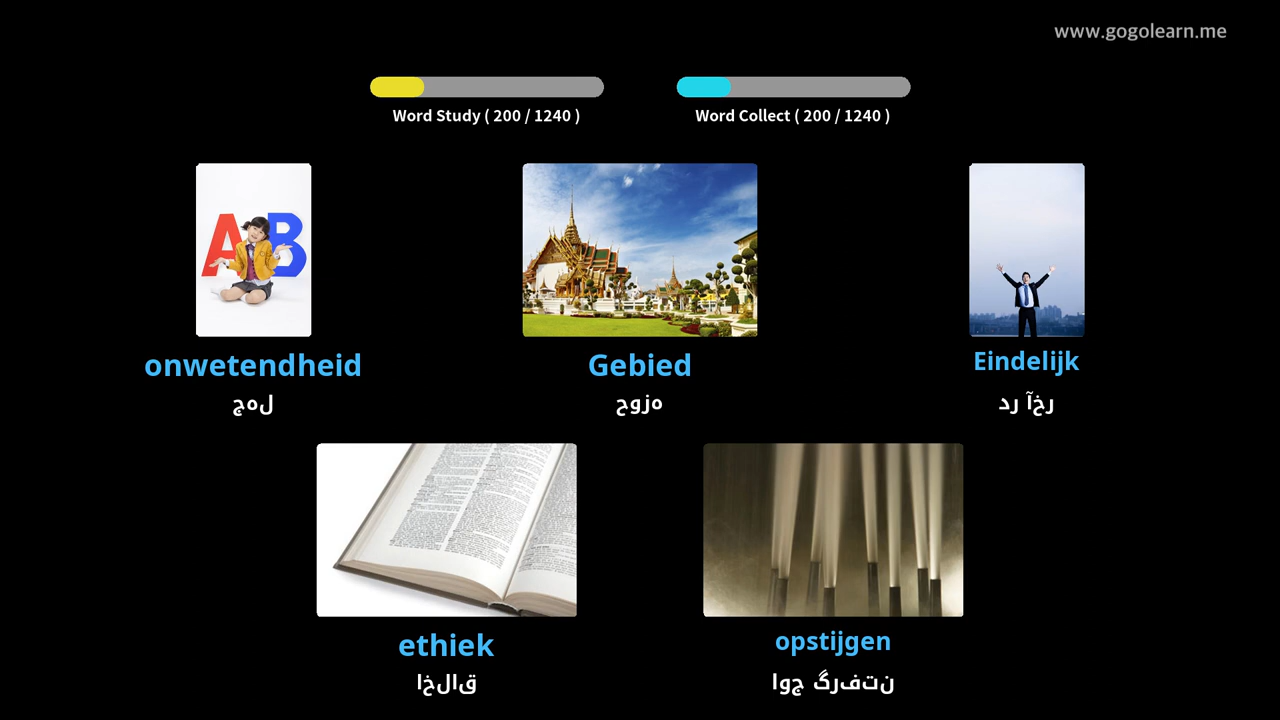 www.gogolearn.me
Word Study ( 200 / 1240 )
Word Collect ( 200 / 1240 )
onwetendheid
جهل
Gebied
حوزه
Eindelijk
در آخر
ethiek
اخلاق
opstijgen
اوج گرفتن